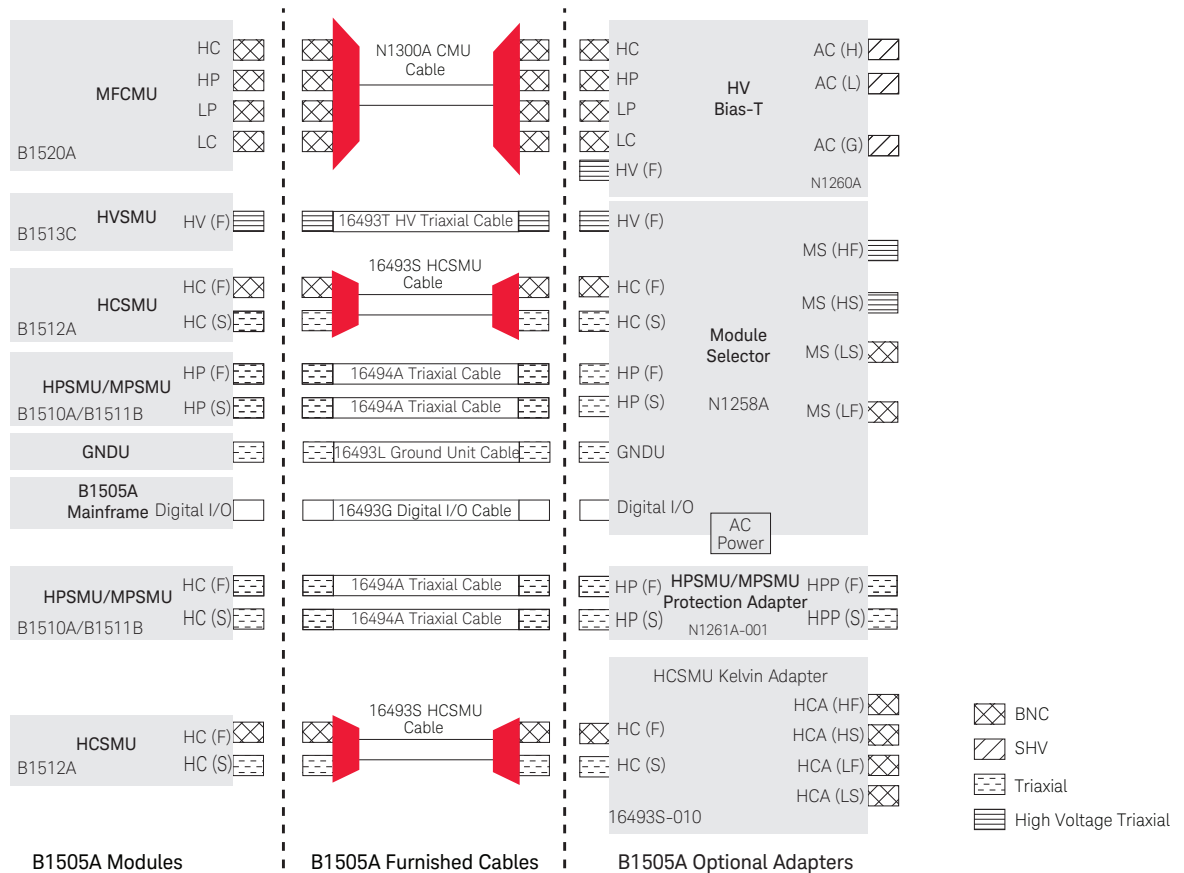 MFCMU
B1520A
HC
HP
LP
LC
N1300A CMU
Cable
HC
HP
LP
LC
HV (F)
HV
Bias-T
AC (H)
AC (L)
AC (G)
N1260A
HVSMU
B1513C
HV (F)
16493T HV Triaxial Cable
HV (F)
HCSMU
B1512A
HC (F)
HC (S)
16493S HCSMU
Cable
HC (F)
HC (S)
HPSMU/MPSMU
B1510A/B1511B
HP (F)
HP (S)
16494A Triaxial Cable
16494A Triaxial Cable
HP (F)
HP (S)
GNDU
16493L Ground Unit Cable
GNDU
B1505A
Mainframe
Digital I/O
16493G Digital I/O Cable
Digital I/O
Module
Selector
N1258A
MS (HF)
MS (HS)
MS (LS)
MS (LF)
AC
Power
HPSMU/MPSMU
B1510A/B1511B
HC (F)
HC (S)
16494A Triaxial Cable
16494A Triaxial Cable
HP (F)
HP (S)
HPSMU/MPSMU
Protection Adapter
N1261A-001
HPP (F)
HPP (S)
HCSMU
B1512A
HC (F)
HC (S)
16493S HCSMU
Cable
HCSMU Kelvin Adapter
HC (F)
HC (S)
HCA (HF)
HCA (HS)
HCA (LF)
HCA (LS)
16493S-010
BNC
SHV
Triaxial
High Voltage Triaxial
B1505A Modules
B1505A Furnished Cables
B1505A Optional Adapters